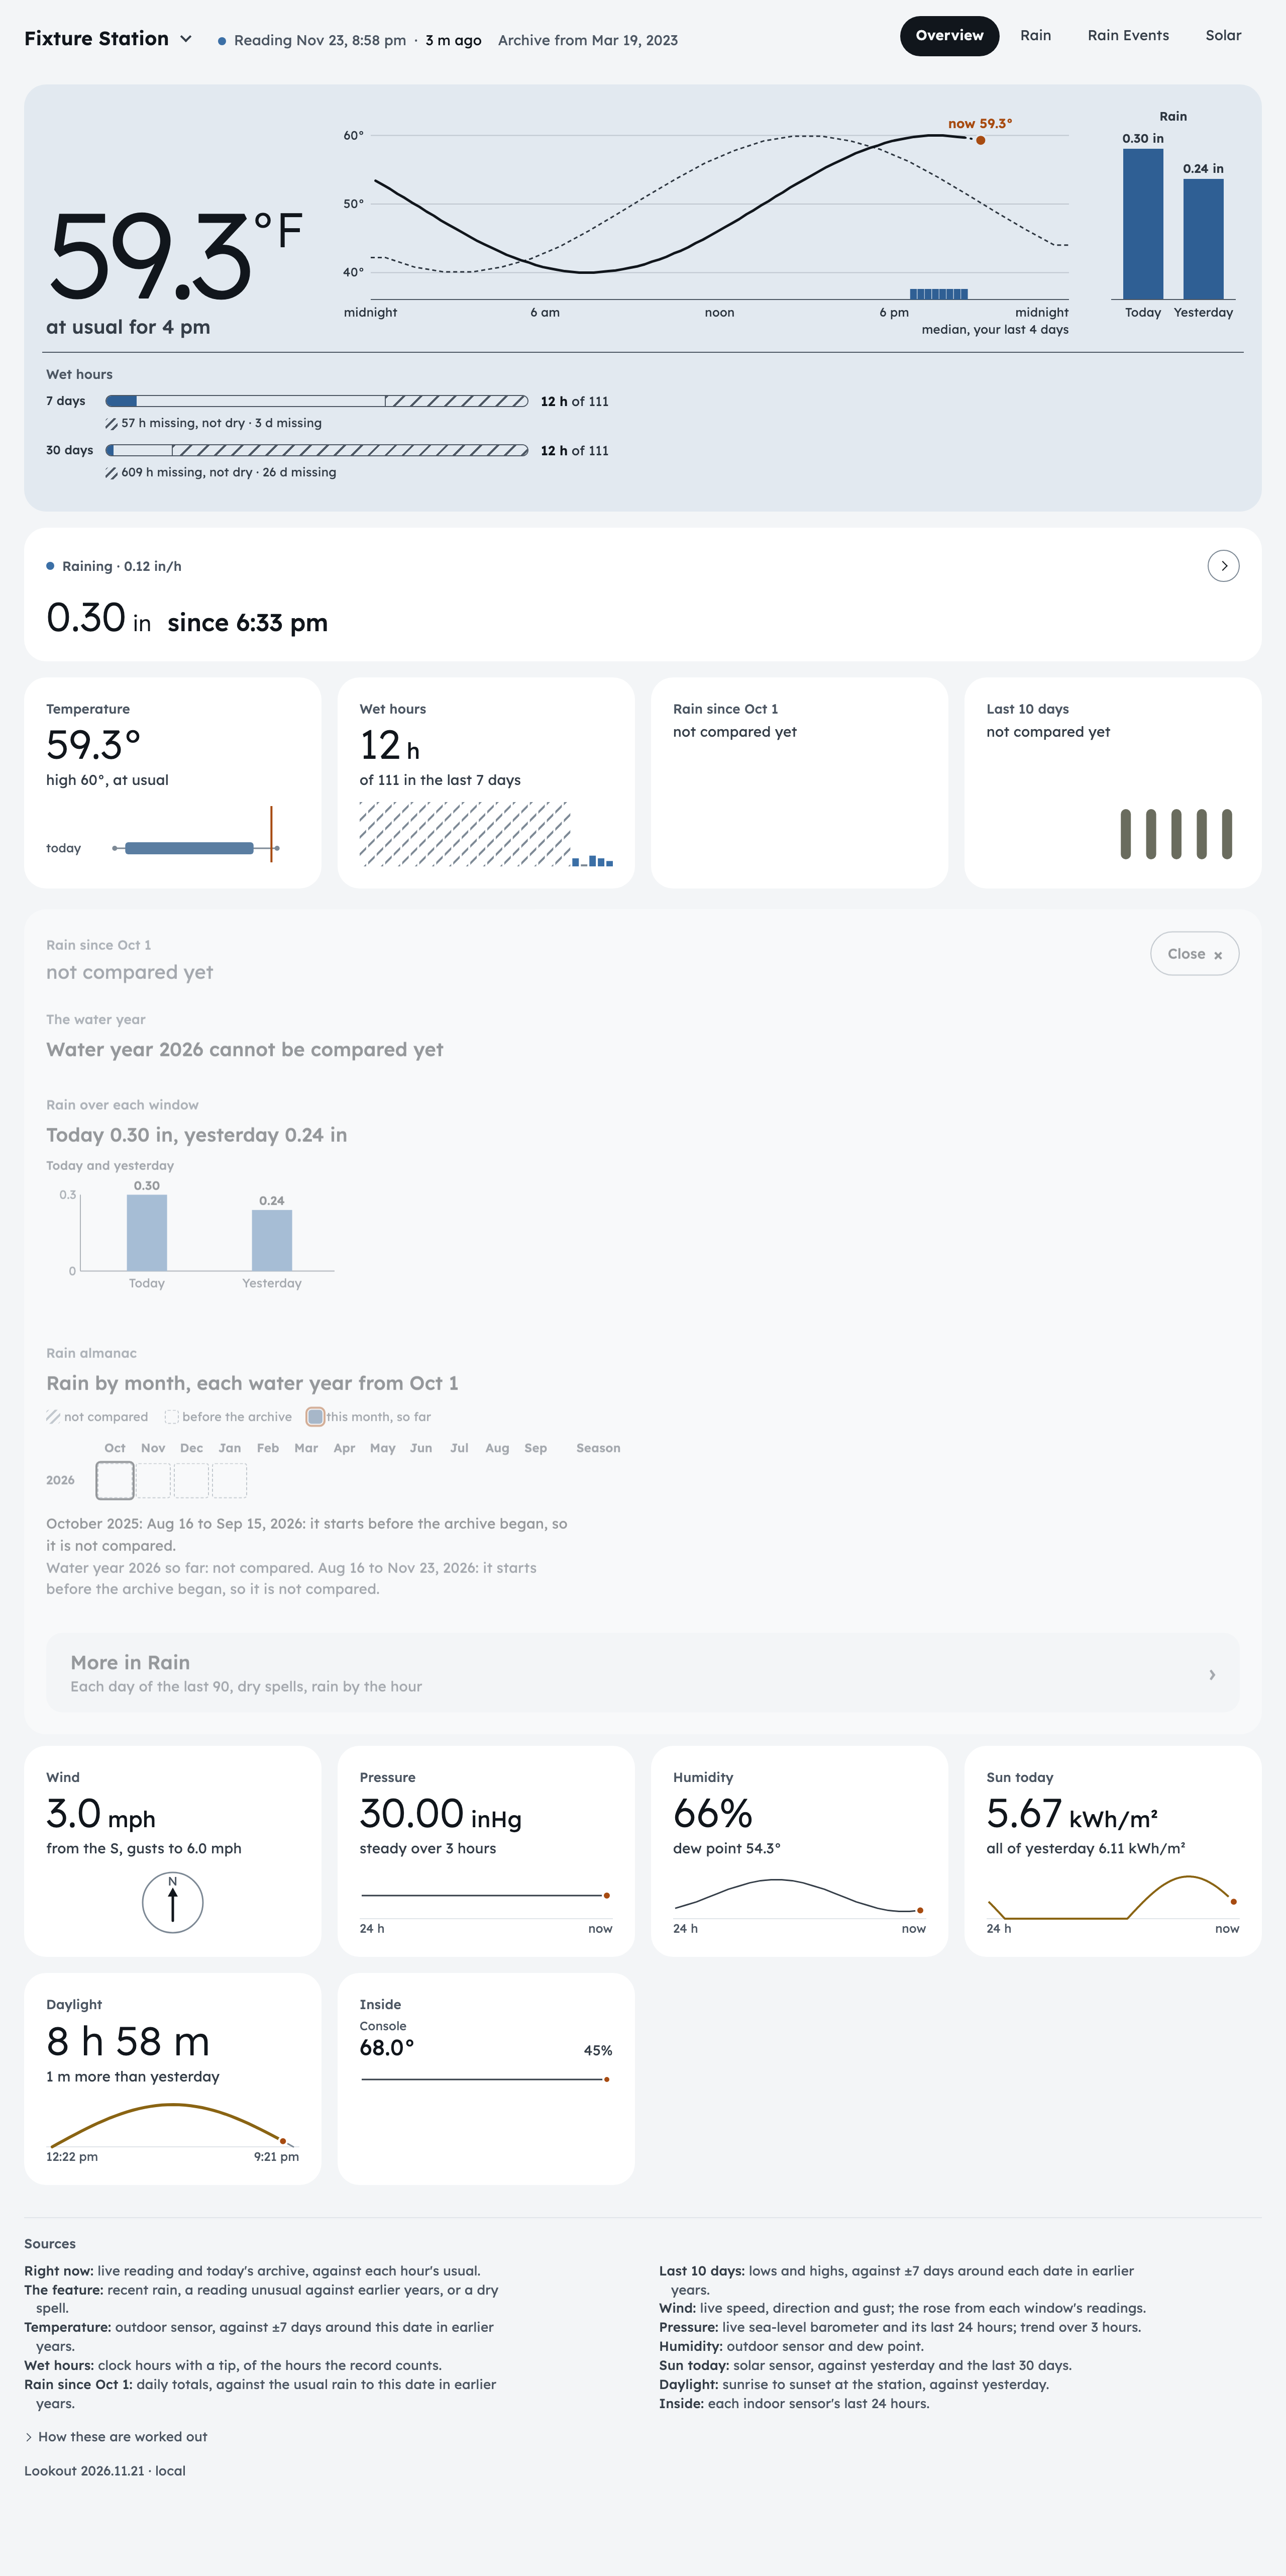 Fixture Station
Reading Nov 23, 8:58 pm · 3 m ago
Archive from Mar 19, 2023
Overview
Rain
Rain Events
Solar
59.3°F
at usual for 4 pm
60°
50°
40°
now 59.3°
midnight
6 am
noon
6 pm
midnight
median, your last 4 days
Rain
0.30 in
0.24 in
Today
Yesterday
Wet hours
7 days
12 h of 111
57 h missing, not dry · 3 d missing
30 days
12 h of 111
609 h missing, not dry · 26 d missing
Raining · 0.12 in/h
0.30 in since 6:33 pm
Temperature
59.3°
high 60°, at usual
today
Wet hours
12 h
of 111 in the last 7 days
Rain since Oct 1
not compared yet
Last 10 days
not compared yet
Rain since Oct 1
not compared yet
Close ×
The water year
Water year 2026 cannot be compared yet
Rain over each window
Today 0.30 in, yesterday 0.24 in
Today and yesterday
0.3
0
0.30
0.24
Today
Yesterday
Rain almanac
Rain by month, each water year from Oct 1
not compared
before the archive
this month, so far
Oct Nov Dec Jan Feb Mar Apr May Jun Jul Aug Sep Season
2026
October 2025: Aug 16 to Sep 15, 2026: it starts before the archive began, so
it is not compared.
Water year 2026 so far: not compared. Aug 16 to Nov 23, 2026: it starts
before the archive began, so it is not compared.
More in Rain
Each day of the last 90, dry spells, rain by the hour
Wind
3.0 mph
from the S, gusts to 6.0 mph
N
Pressure
30.00 inHg
steady over 3 hours
24 h
now
Humidity
66%
dew point 54.3°
24 h
now
Sun today
5.67 kWh/m²
all of yesterday 6.11 kWh/m²
24 h
now
Daylight
8 h 58 m
1 m more than yesterday
12:22 pm
9:21 pm
Inside
Console
68.0°
45%
Sources
Right now: live reading and today's archive, against each hour's usual.
The feature: recent rain, a reading unusual against earlier years, or a dry
spell.
Temperature: outdoor sensor, against ±7 days around this date in earlier
years.
Wet hours: clock hours with a tip, of the hours the record counts.
Rain since Oct 1: daily totals, against the usual rain to this date in earlier
years.
Last 10 days: lows and highs, against ±7 days around each date in earlier
years.
Wind: live speed, direction and gust; the rose from each window's readings.
Pressure: live sea-level barometer and its last 24 hours; trend over 3 hours.
Humidity: outdoor sensor and dew point.
Sun today: solar sensor, against yesterday and the last 30 days.
Daylight: sunrise to sunset at the station, against yesterday.
Inside: each indoor sensor's last 24 hours.
How these are worked out
Lookout 2026.11.21 · local